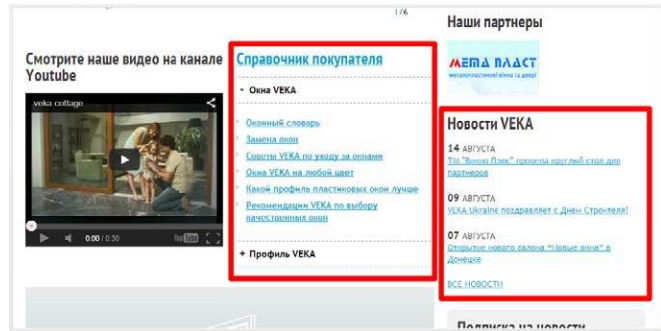 1/6
Наши партнеры
МЕТА ПЛАСТ
Смотрите наше видео на канале
Youtube
veka cottage
0:00 / 0:30
YouTube
Справочник покупателя
- Окна VEKA
Оконный словарь
Замена окон
Советы VEKA по уходу за окнами
Окна VEKA на любой цвет
Какой профиль пластиковых окон лучше
Рекомендации VEKA по выбору
качественных окон
+ Профиль VEKA
Новости VEKA
14 АВГУСТА
ТМ "Викно Плюс" провела круглый стол для
партнеров
09 АВГУСТА
VEKA Ukraine поздравляет с Днем Строителя!
07 АВГУСТА
Открытие нового салона "Новые окна" в
Донецке
ВСЕ НОВОСТИ
Подписка на новости